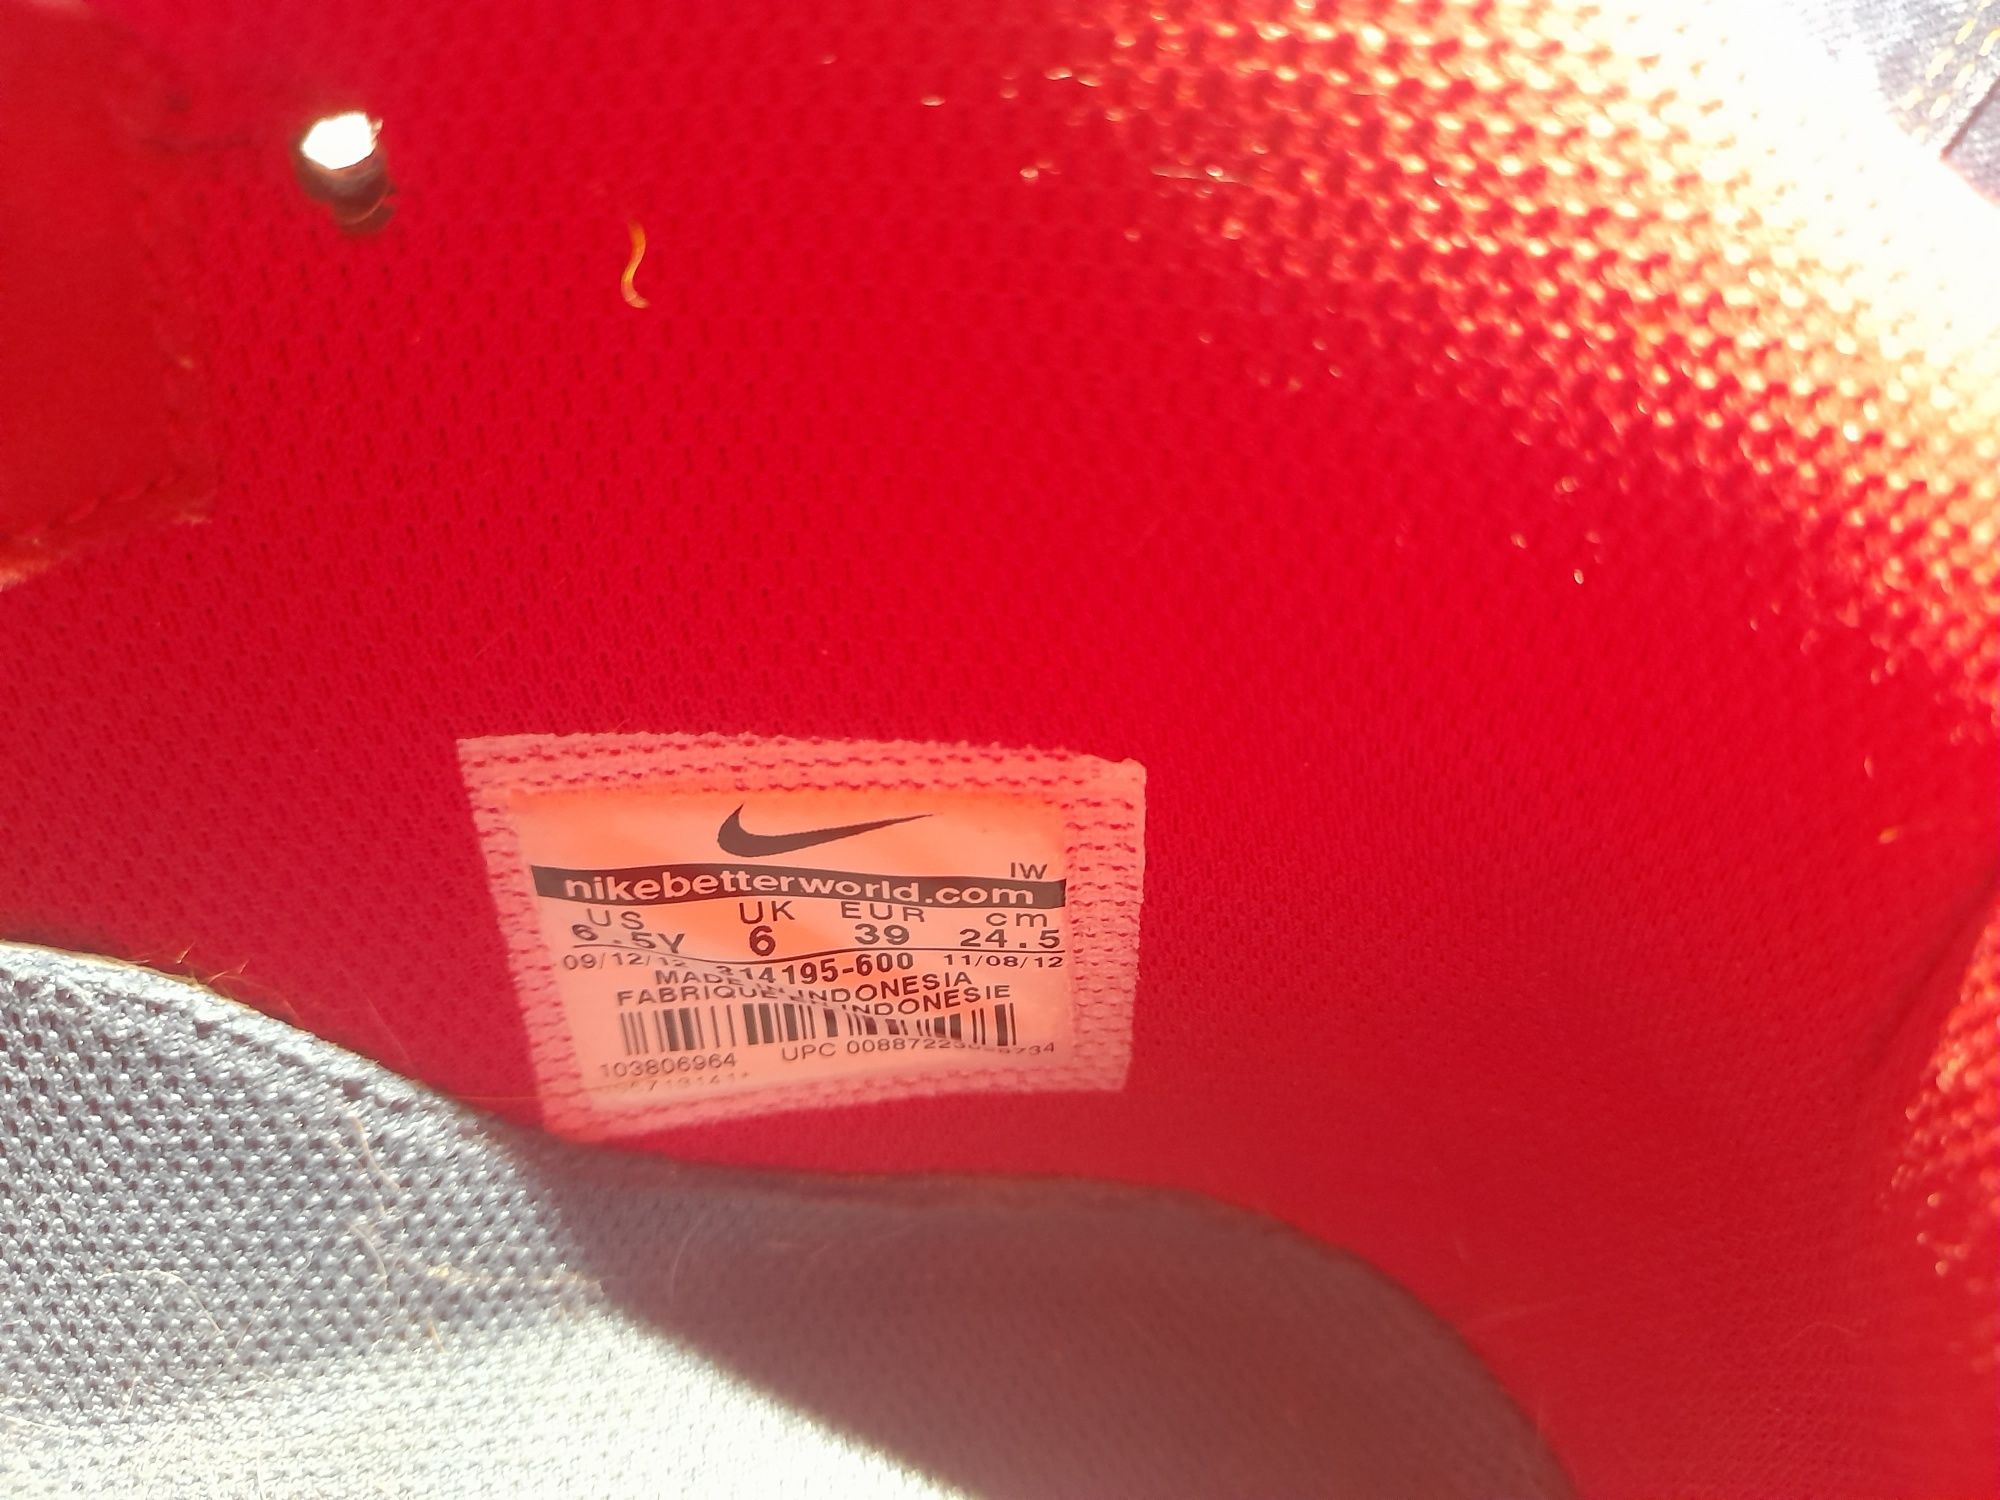 IW
nikebetterworld.com
US UK EUR cm
6.5Y 6 39 24.5
09/12/12 314195-600 11/08/12
MADE IN INDONESIA
FABRIQUE INDONESIE
103806964 UPC